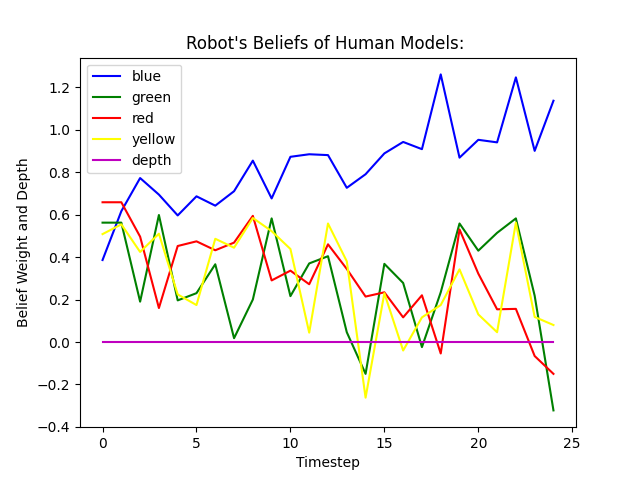 Robot's Beliefs of Human Models:
blue
green
red
yellow
depth
Belief Weight and Depth
1.2
1.0
0.8
0.6
0.4
0.2
0.0
−0.2
−0.4
0 5 10 15 20 25
Timestep